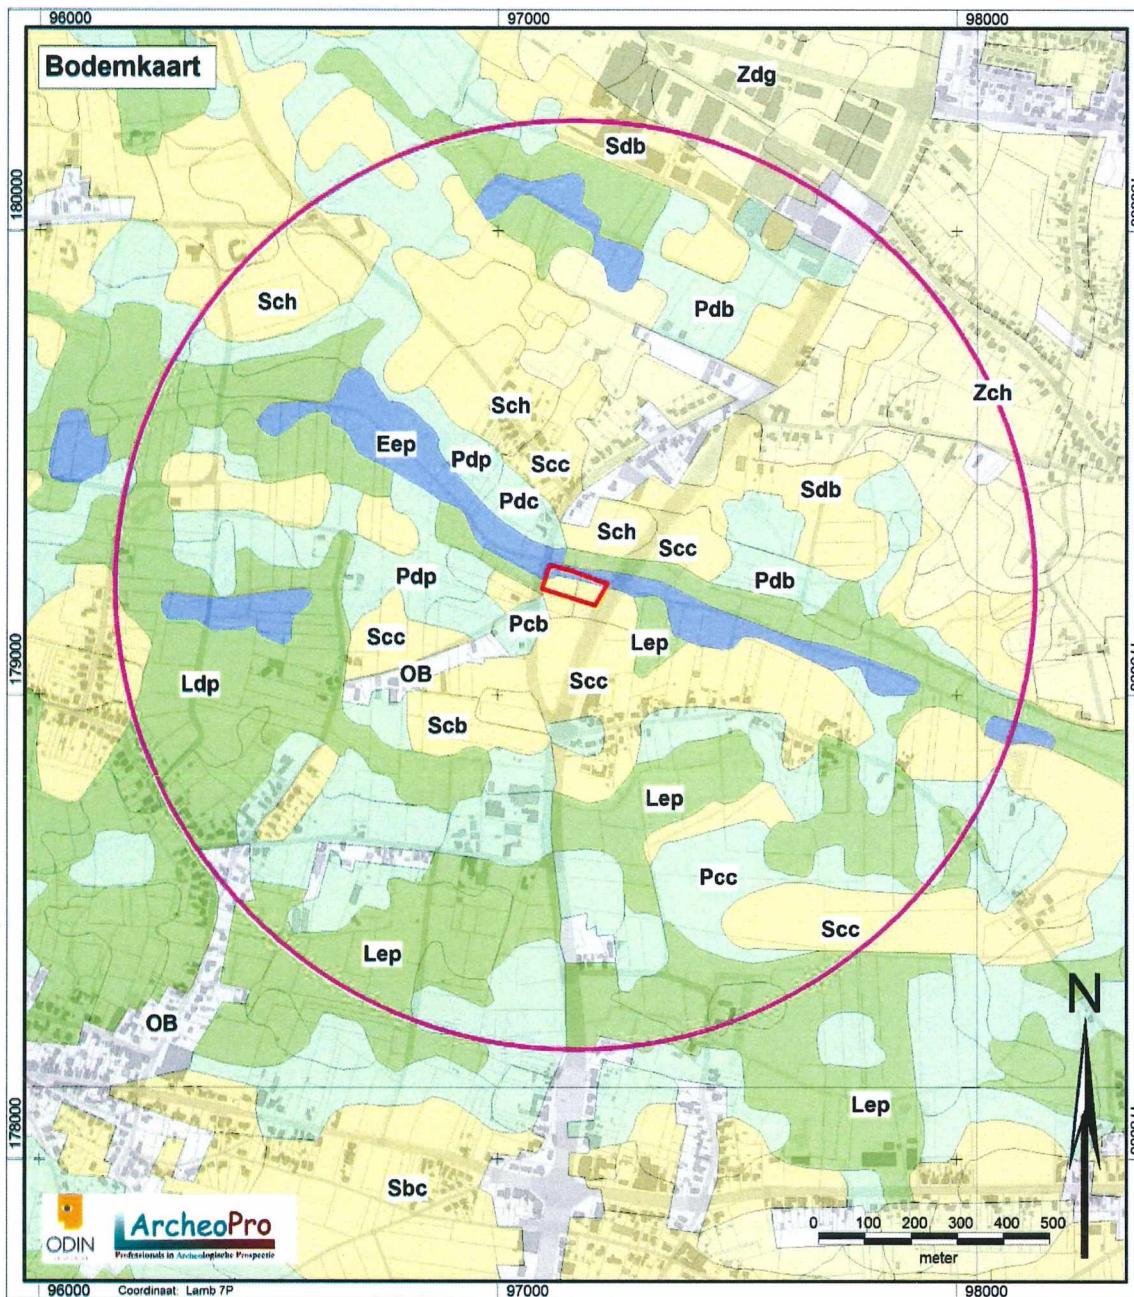 96000 97000 98000
Bodemkaart
Zdg
Sdb
180000
Sch
Pdb
Zch
Sch
Eep
Pdp
Scc
Sdb
Pdc
Sch
Scc
Pdp
Pdb
Pcb
Scc
Lep
OB
Scc
179000
Ldp
Scb
Lep
Pcc
Scc
Lep
N
OB
Lep
178000
Sbc
ODIN
ArcheoPro
Professionals in Archeologische Prospectie
0 100 200 300 400 500
meter
96000 Coordinaat: Lamb 7P 97000 98000